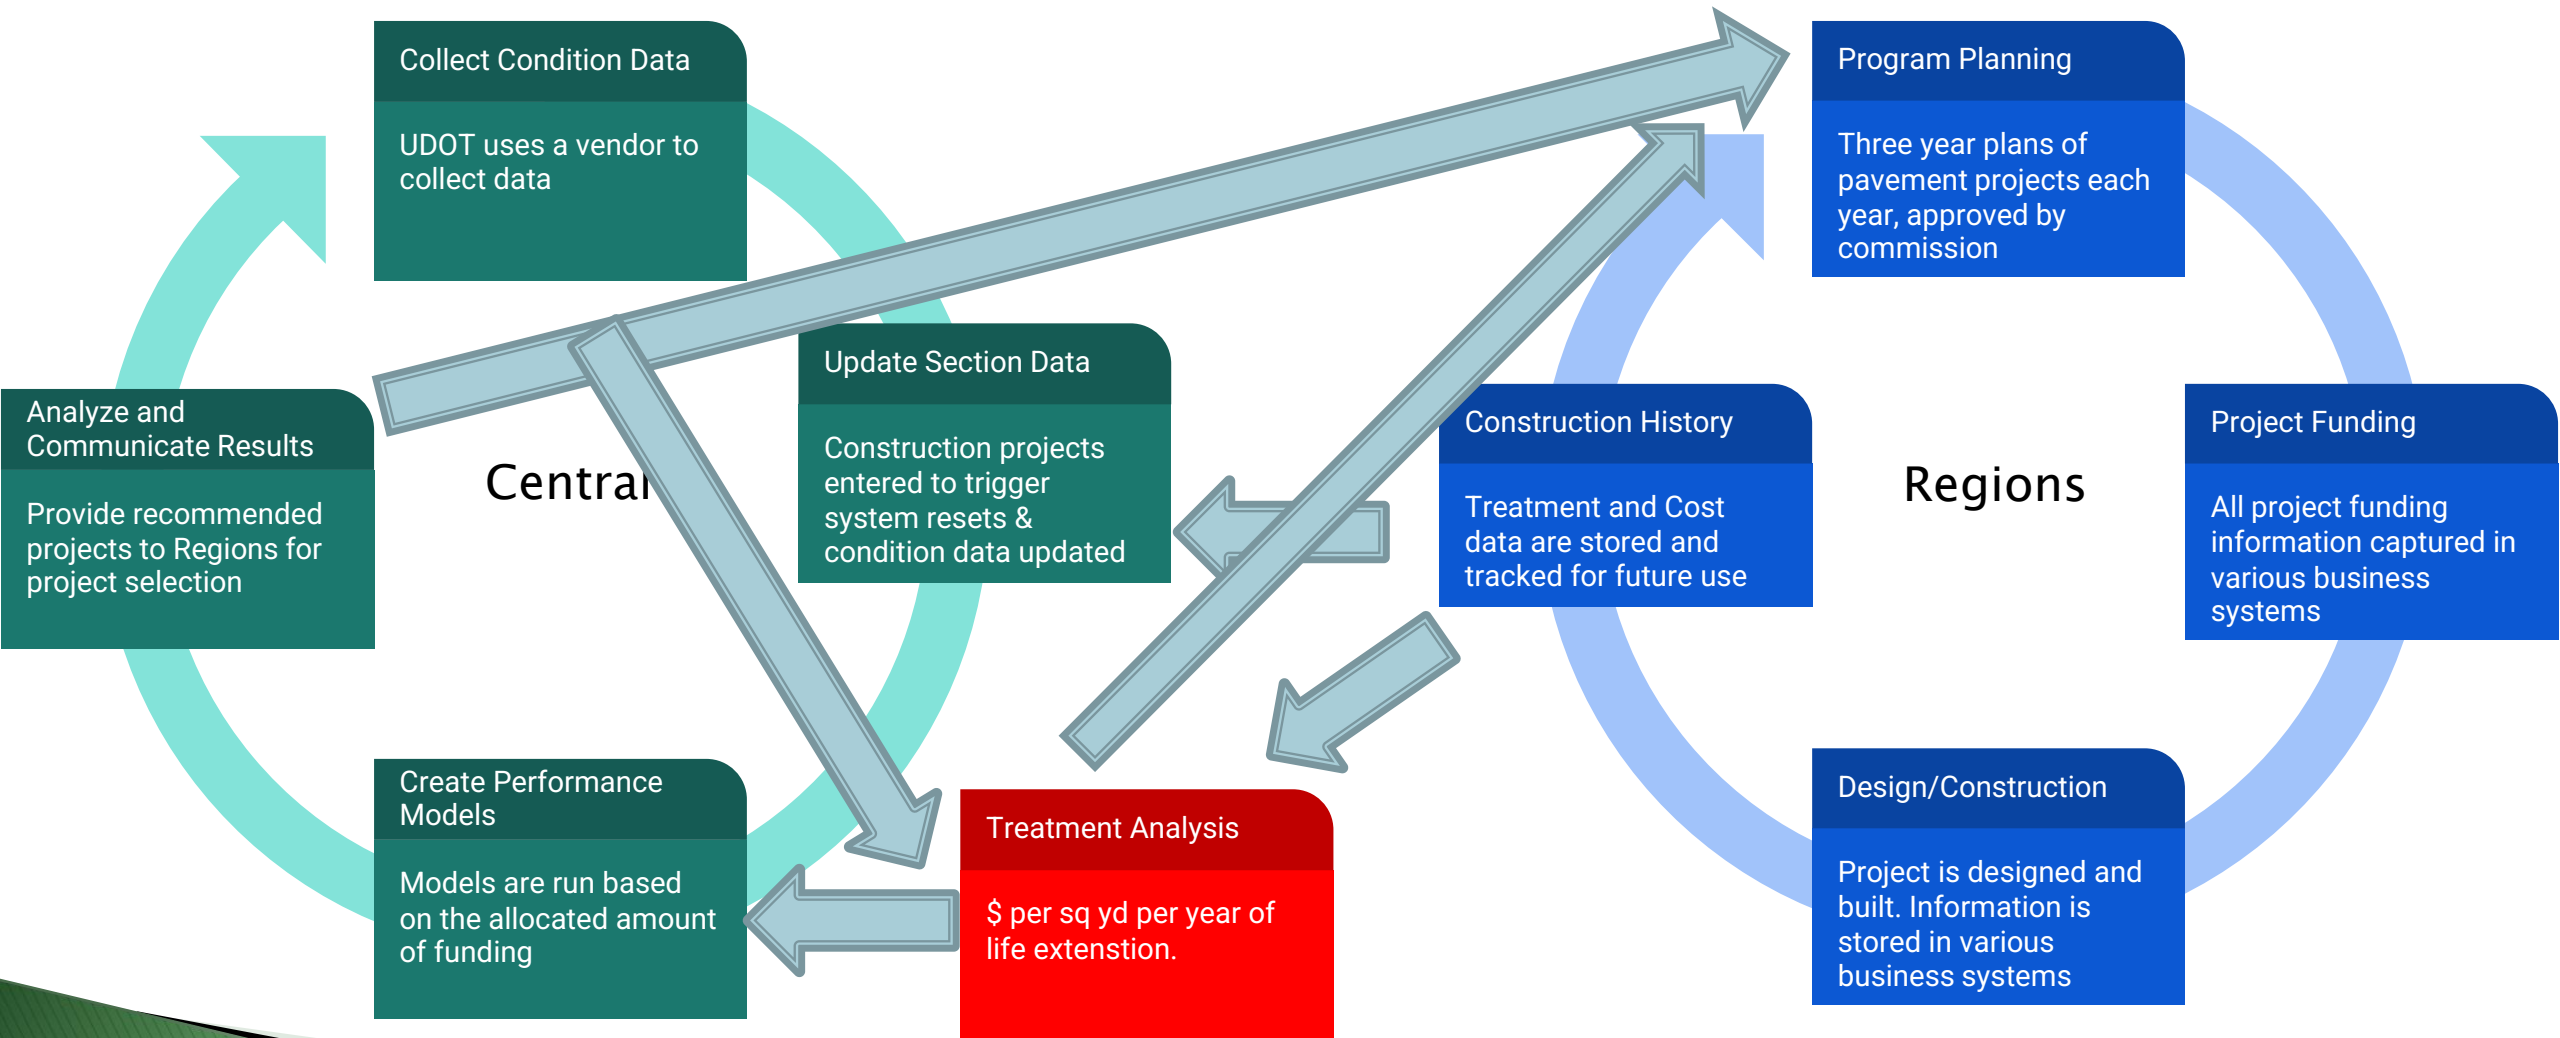 Collect Condition Data
UDOT uses a vendor to
collect data
Program Planning
Three year plans of
pavement projects each
year, approved by
commission
Analyze and
Communicate Results
Provide recommended
projects to Regions for
project selection
Central
Update Section Data
Construction projects
entered to trigger
system resets &
condition data updated
Construction History
Treatment and Cost
data are stored and
tracked for future use
Regions
Project Funding
All project funding
information captured in
various business
systems
Create Performance
Models
Models are run based
on the allocated amount
of funding
Treatment Analysis
$ per sq yd per year of
life extenstion.
Design/Construction
Project is designed and
built. Information is
stored in various
business systems